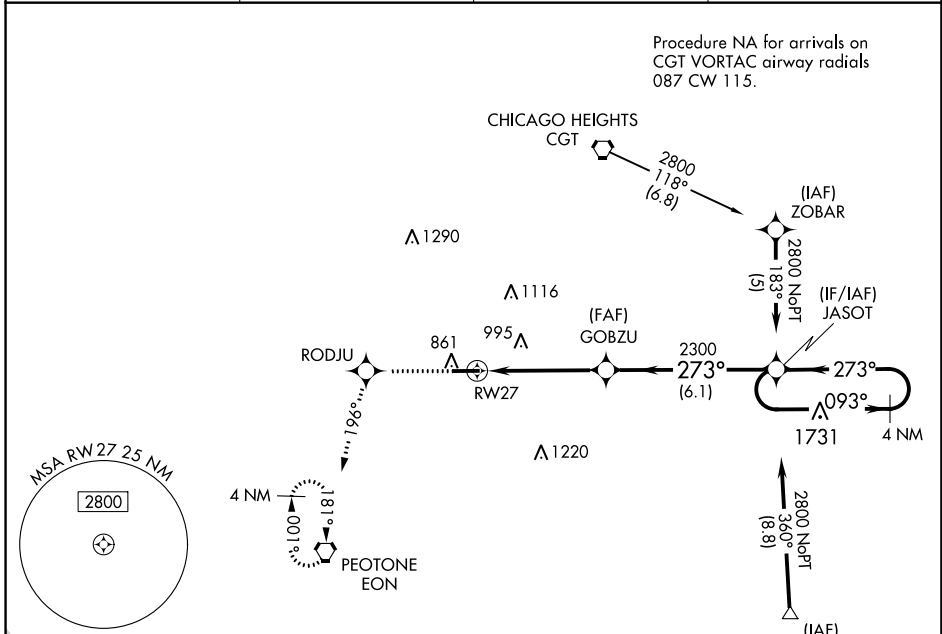 Procedure NA for arrivals on
CGT VORTAC airway radials
087 CW 115.
CHICAGO HEIGHTS
CGT
2800
118°
(6.8)
(IAF)
ZOBAR
2800 NoPT
183°
(5)
1290
1116
(IF/IAF)
JASOT
(FAF)
GOBZU
995
861
RODJU
RW27
2300
273°
(6.1)
273°
093°
4 NM
1731
1220
196°
MSA RW27 25 NM
2800
4 NM
181°
001°
PEOTONE
EON
2800 NoPT
360°
(8.8)
(IAF)